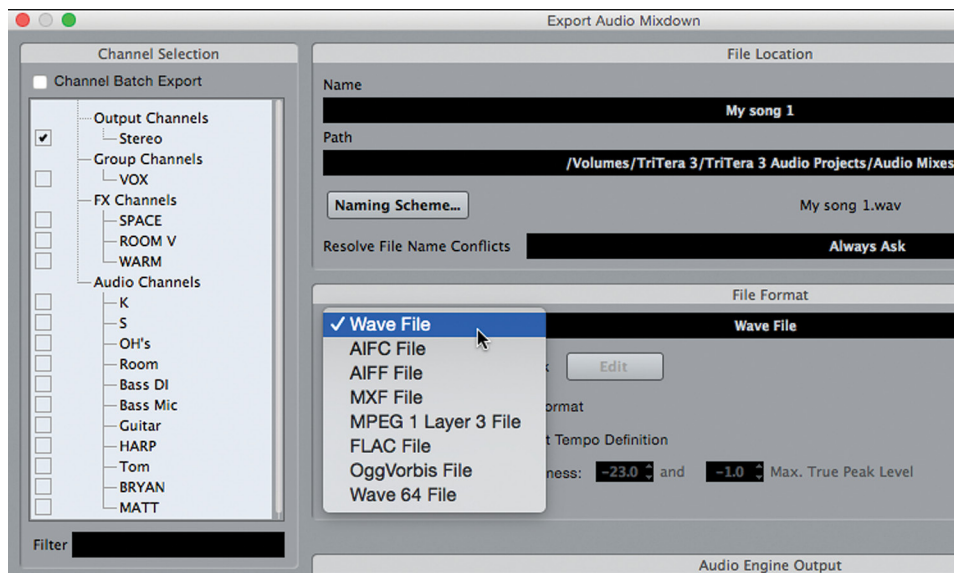 Export Audio Mixdown
Channel Selection
Channel Batch Export
Output Channels
Stereo
Group Channels
VOX
FX Channels
SPACE
ROOM V
WARM
Audio Channels
K
S
OH's
Room
Bass DI
Bass Mic
Guitar
HARP
Tom
BRYAN
MATT
Filter
File Location
Name
My song 1
Path
/Volumes/TriTera 3/TriTera 3 Audio Projects/Audio Mixes
Naming Scheme...
My song 1.wav
Resolve File Name Conflicts
Always Ask
File Format
Wave File
✓ Wave File
AIFC File
AIFF File
MXF File
MPEG 1 Layer 3 File
FLAC File
OggVorbis File
Wave 64 File
Edit
Tempo Definition
-23.0 and -1.0 Max. True Peak Level
Audio Engine Output